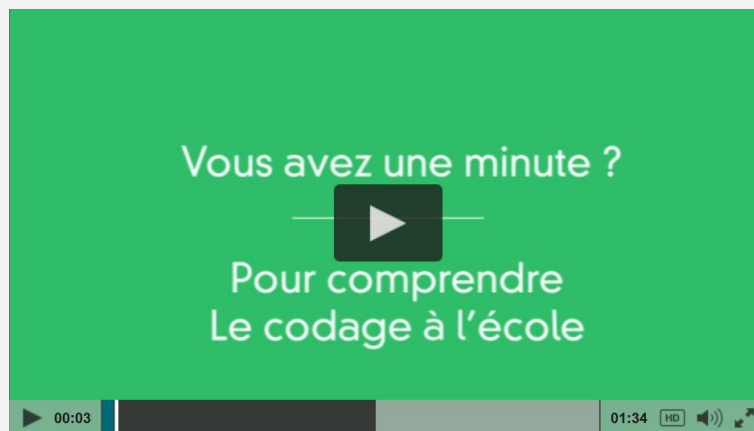 Vous avez une minute ?
Pour comprendre
Le codage à l'école
00:03 01:34 HD